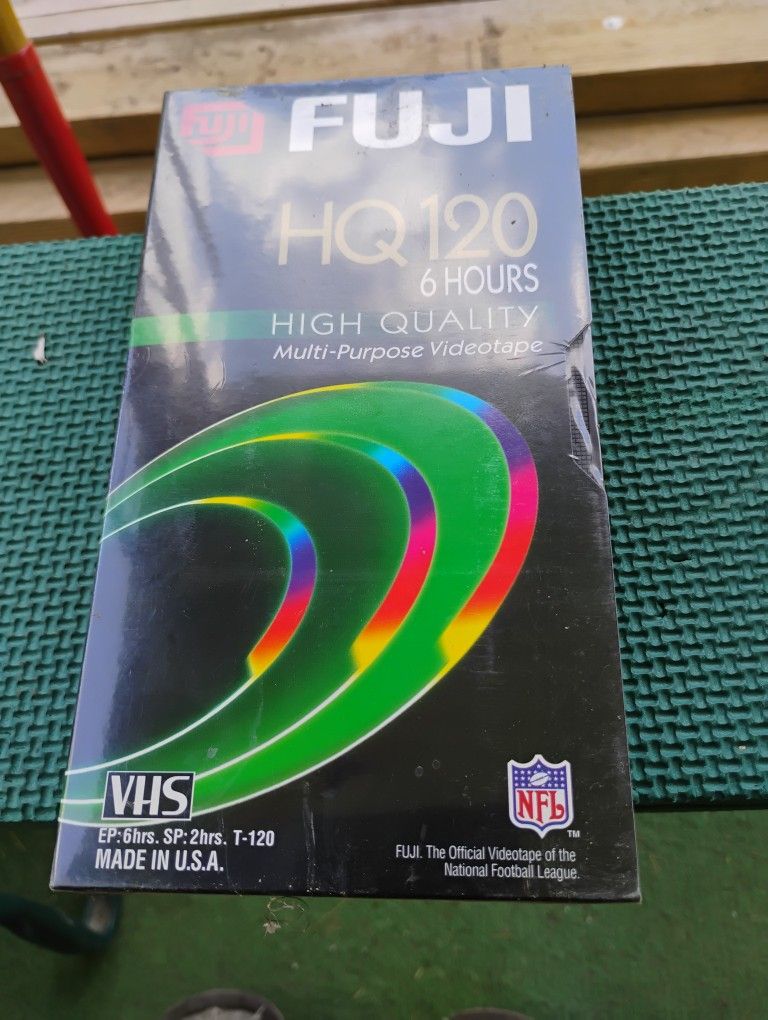 FUJI FUJI
HQ 120
6 HOURS
HIGH QUALITY
Multi-Purpose Videotape
VHS
NFL
TM
EP: 6hrs. SP: 2hrs. T-120
MADE IN U.S.A.
FUJI. The Official Videotape of the
National Football League.